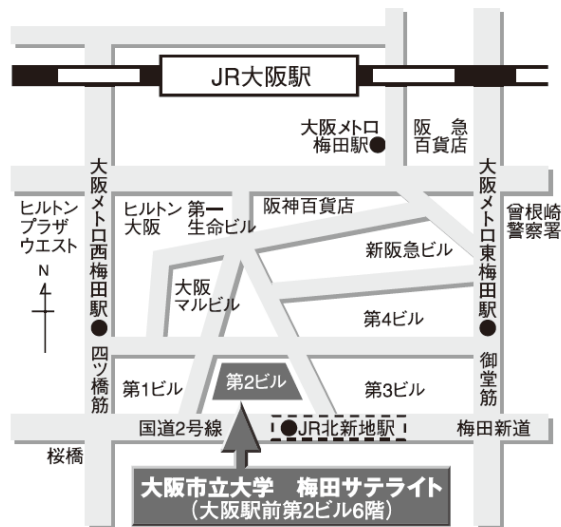 JR大阪駅
大阪メトロ
梅田駅
阪急
百貨店
大阪メトロ西梅田駅
ヒルトン
プラザ
ウエスト
ヒルトン
大阪
第一
生命ビル
阪神百貨店
大阪メトロ東梅田駅
曾根崎
警察署
新阪急ビル
N
大阪
マルビル
第4ビル
四ツ橋筋
第1ビル
第2ビル
第3ビル
御堂筋
国道2号線
JR北新地駅
梅田新道
桜橋
大阪市立大学 梅田サテライト
(大阪駅前第2ビル6階)